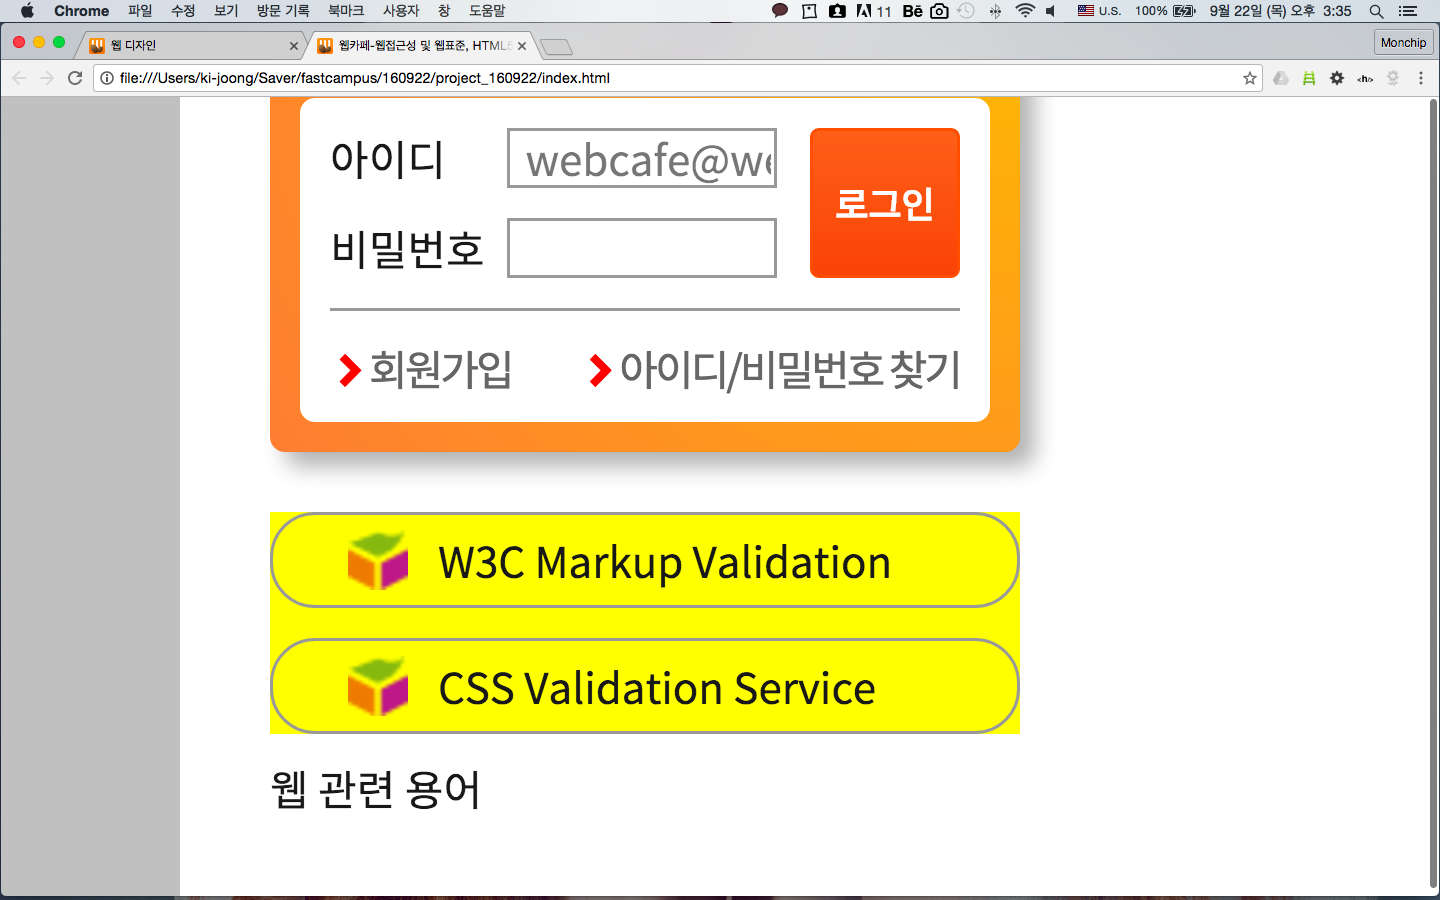 Chrome 파일 수정 보기 방문 기록 북마크 사용자 창 도움말 11 Bē U.S. 100% 9월 22일 (목) 오후 3:35
웹 디자인
웹카페-웹접근성 및 웹표준, HTML5
Monchip
file:///Users/ki-joong/Saver/fastcampus/160922/project_160922/index.html
<h/>
아이디
webcafe@we
로그인
비밀번호
회원가입
아이디/비밀번호 찾기
W3C Markup Validation
CSS Validation Service
웹 관련 용어